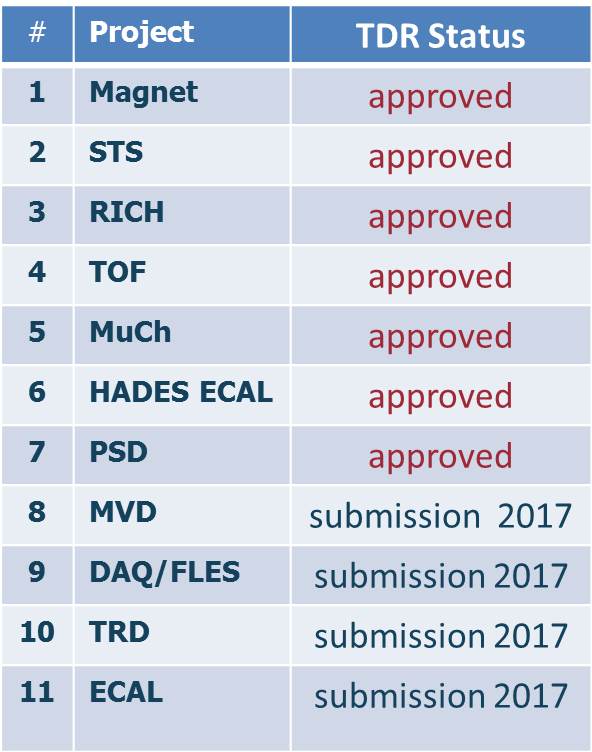 # Project TDR Status
1 Magnet approved
2 STS approved
3 RICH approved
4 TOF approved
5 MuCh approved
6 HADES ECAL approved
7 PSD approved
8 MVD submission 2017
9 DAQ/FLES submission 2017
10 TRD submission 2017
11 ECAL submission 2017